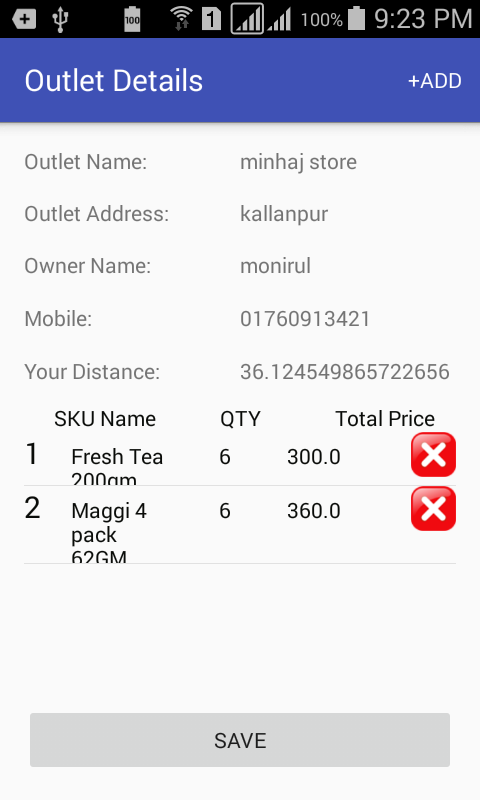 100 1 100% 9:23 PM
Outlet Details +ADD
Outlet Name: minhaj store
Outlet Address: kallanpur
Owner Name: monirul
Mobile: 01760913421
Your Distance: 36.124549865722656
SKU Name QTY Total Price
1 Fresh Tea 6 300.0
200gm
2 Maggi 4 6 360.0
pack
62GM
SAVE